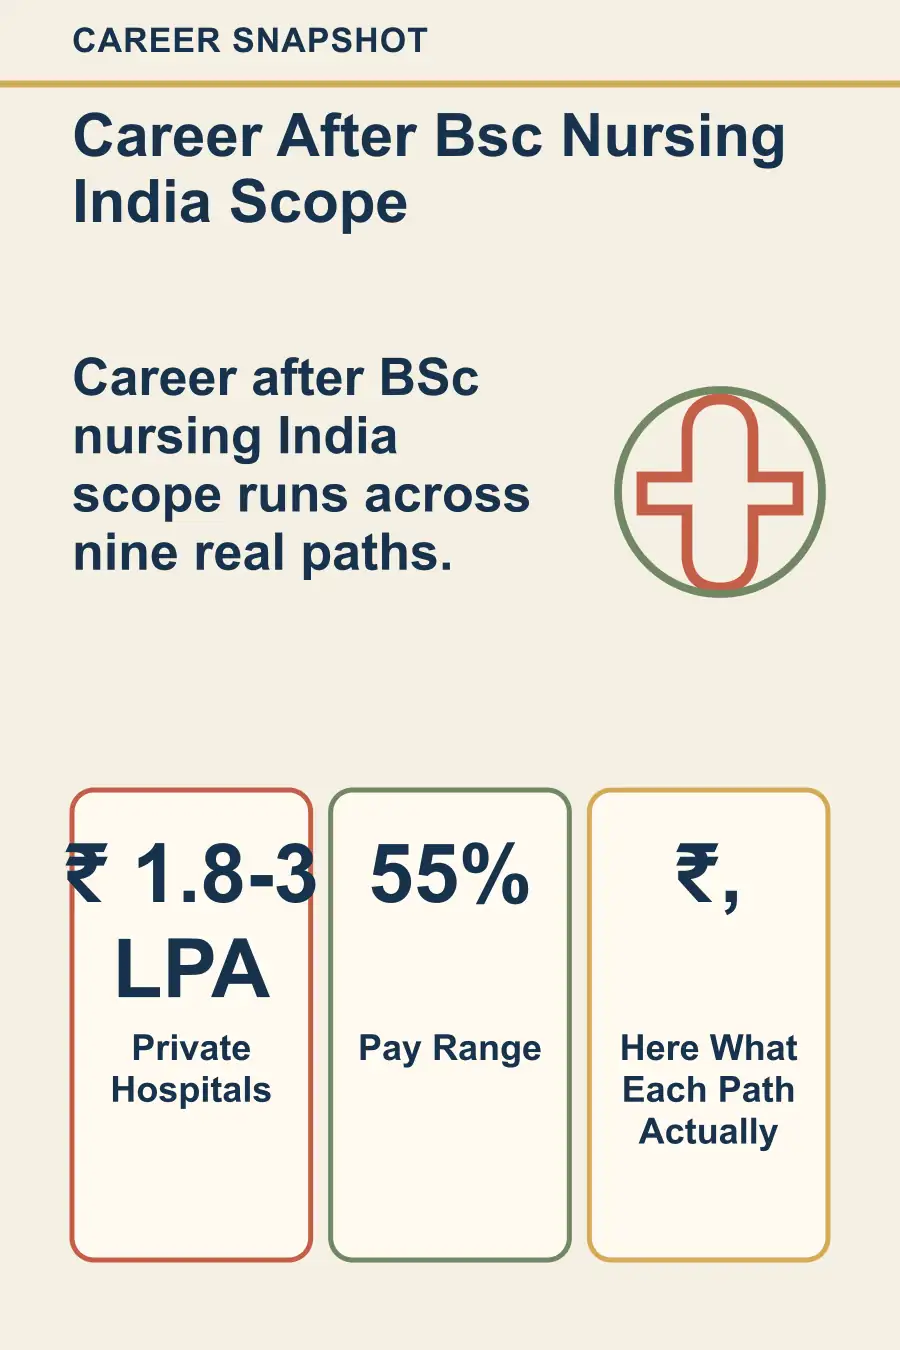 CAREER SNAPSHOT
Career After Bsc Nursing
India Scope
Career after BSc
nursing India
scope runs across
nine real paths.
₹ 1.8-3
LPA
Private
Hospitals
55%
Pay Range
₹,
Here What
Each Path
Actually